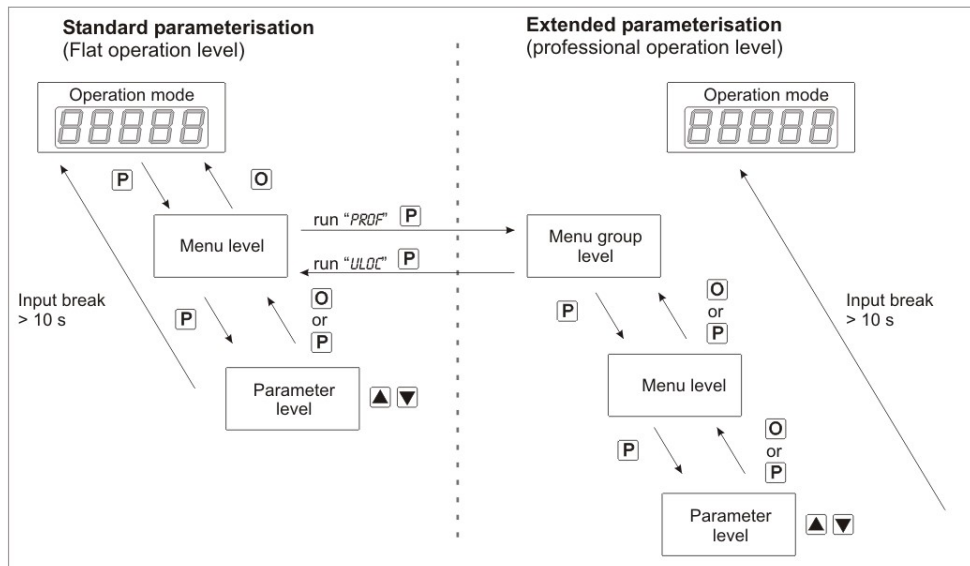 Standard parameterisation
(Flat operation level)
Operation mode
88888
P
O
Menu level
P
O
or
P
Input break
> 10 s
Parameter
level
▲ ▼
run “PROF” P
run “ULOC” P
Extended parameterisation
(professional operation level)
Operation mode
88888
Menu group
level
P
O
or
P
Input break
> 10 s
Menu level
P
O
or
P
Parameter
level
▲ ▼